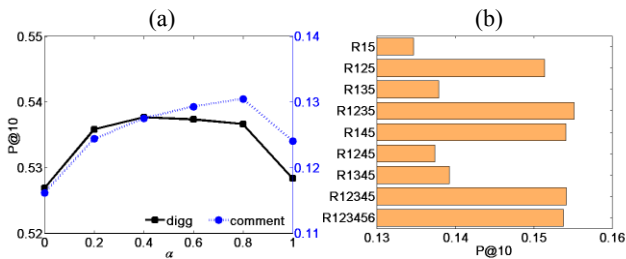 (a)
0.55
0.54
0.53
0.52
P@10
0.14
0.13
0.12
0.11
0
0.2
0.4
0.6
0.8
1
α
digg
comment
(b)
R15
R125
R135
R1235
R145
R1245
R1345
R12345
R123456
0.13
0.14
0.15
0.16
P@10